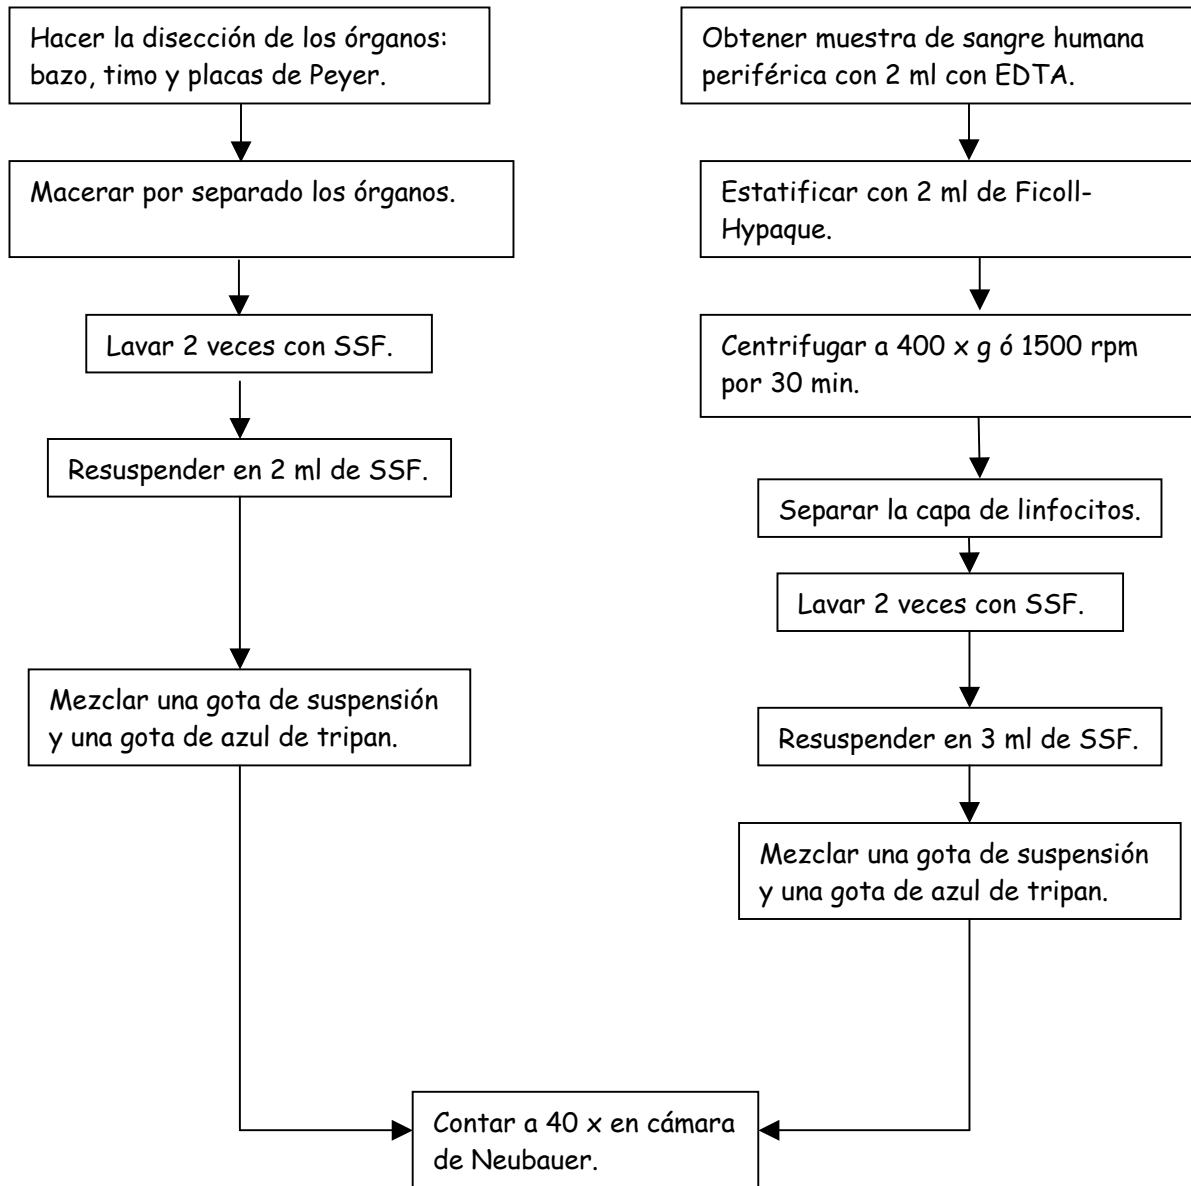 Hacer la disección de los órganos:
bazo, timo y placas de Peyer.
Macerar por separado los órganos.
Lavar 2 veces con SSF.
Resuspender en 2 ml de SSF.
Mezclar una gota de suspensión
y una gota de azul de tripan.
Obtener muestra de sangre humana
periférica con 2 ml con EDTA.
Estatificar con 2 ml de Ficoll-
Hypaque.
Centrifugar a 400 x g ó 1500 rpm
por 30 min.
Separar la capa de linfocitos.
Lavar 2 veces con SSF.
Resuspender en 3 ml de SSF.
Mezclar una gota de suspensión
y una gota de azul de tripan.
Contar a 40 x en cámara
de Neubauer.